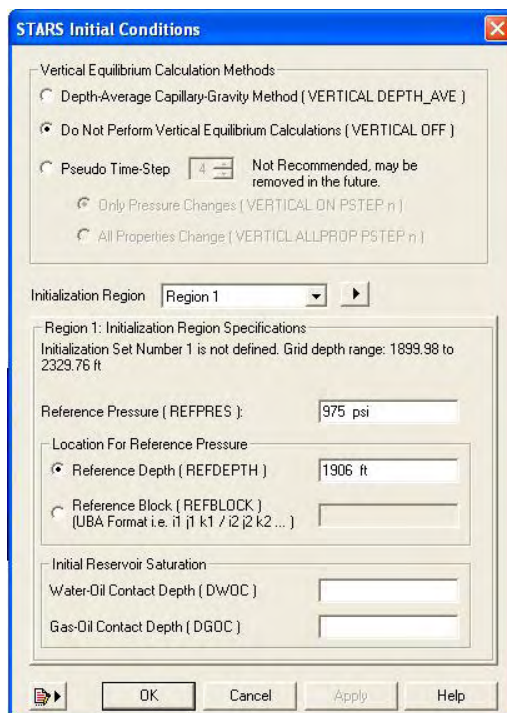 STARS Initial Conditions
Vertical Equilibrium Calculation Methods
Depth-Average Capillary-Gravity Method ( VERTICAL DEPTH_AVE )
Do Not Perform Vertical Equilibrium Calculations ( VERTICAL OFF )
Pseudo Time-Step 4 Not Recommended, may be
removed in the future.
Only Pressure Changes ( VERTICAL ON PSTEP n )
All Properties Change ( VERTICL ALLPROP PSTEP n )
Initialization Region Region 1
Region 1: Initialization Region Specifications
Initialization Set Number 1 is not defined. Grid depth range: 1899.98 to
2329.76 ft
Reference Pressure ( REFPRES ): 975 psi
Location For Reference Pressure
Reference Depth ( REFDEPTH ) 1906 ft
Reference Block ( REFBLOCK )
(UBA Format i.e. i1 j1 k1 / i2 j2 k2 ... )
Initial Reservoir Saturation
Water-Oil Contact Depth ( DWOC )
Gas-Oil Contact Depth ( DGOC )
OK Cancel Apply Help